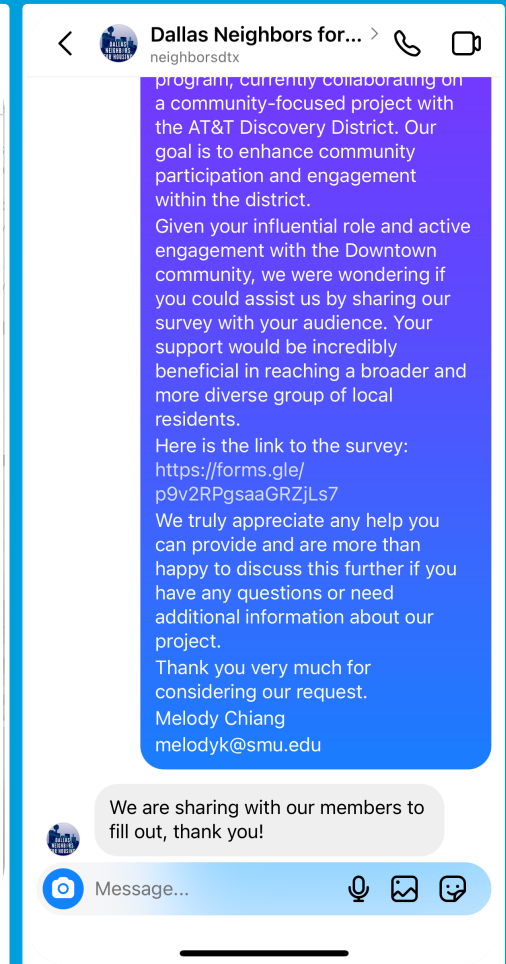 Dallas Neighbors for...
neighborsdtx
program, currently collaborating on
a community-focused project with
the AT&T Discovery District. Our
goal is to enhance community
participation and engagement
within the district.
Given your influential role and active
engagement with the Downtown
community, we were wondering if
you could assist us by sharing our
survey with your audience. Your
support would be incredibly
beneficial in reaching a broader and
more diverse group of local
residents.
Here is the link to the survey:
https://forms.gle/
p9v2RPgsaaGRZjLs7
We truly appreciate any help you
can provide and are more than
happy to discuss this further if you
have any questions or need
additional information about our
project.
Thank you very much for
considering our request.
Melody Chiang
melodyk@smu.edu
We are sharing with our members to
fill out, thank you!
Message...